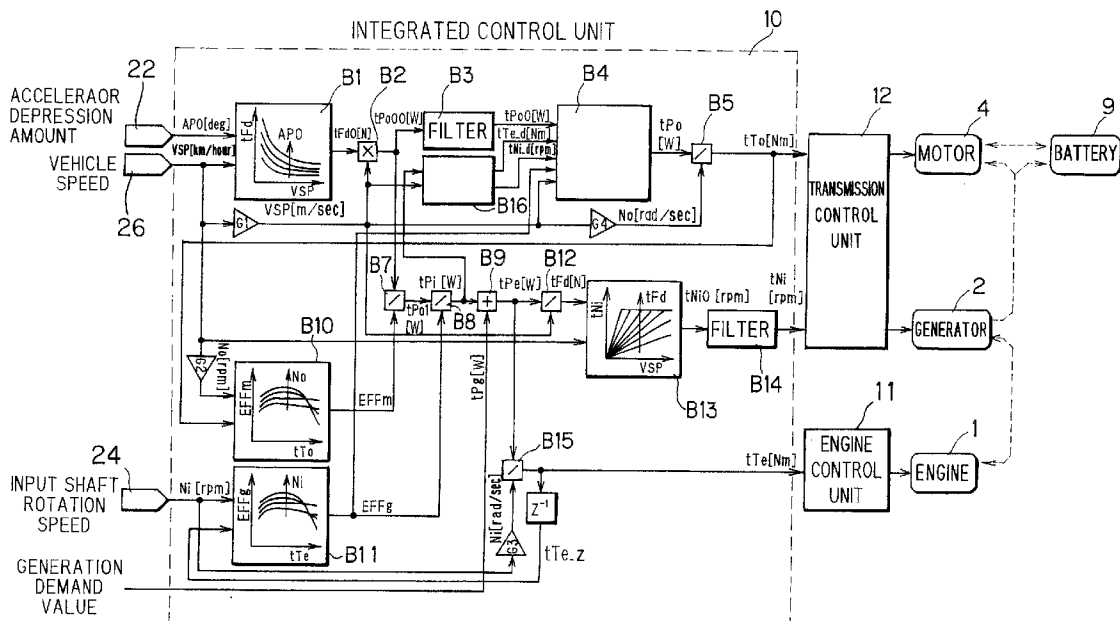 INTEGRATED CONTROL UNIT
10
22
ACCELERAOR
DEPRESSION
AMOUNT
APO[deg]
VSP[km/hour]
VEHICLE
SPEED
26
B1
tFd
APO
VSP
VSP[m/sec]
tFd0[N]
B2
tPo00[W]
B3
FILTER
tPo0[W]
tTe_d[Nm]
tNi_d[rpm]
B16
B4
tPo
[W]
B5
tTo[Nm]
G1
G4
No[rad/sec]
12
TRANSMISSION
CONTROL
UNIT
4
MOTOR
9
BATTERY
B7
tPo1
[W]
tPi [W]
B8
B9
tPe[W]
B12
tFd[N]
tNi
tFd
VSP
B13
tNi0 [rpm]
FILTER
B14
tNi
[rpm]
2
GENERATOR
G2
No[rpm]
B10
EFFm
No
tTo
EFFm
tPg[W]
B15
tTe[Nm]
11
ENGINE
CONTROL
UNIT
1
ENGINE
24
INPUT SHAFT
ROTATION
SPEED
Ni [rpm]
EFFg
Ni
tTe
B11
EFFg
Ni[rad/sec]
G3
Z⁻¹
tTe_z
GENERATION
DEMAND
VALUE